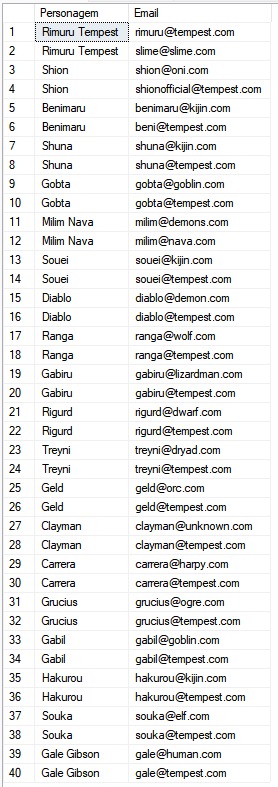 Personagem Email
1 Rimuru Tempest rimuru@tempest.com
2 Rimuru Tempest slime@slime.com
3 Shion shion@oni.com
4 Shion shionofficial@tempest.com
5 Benimaru benimaru@kijin.com
6 Benimaru beni@tempest.com
7 Shuna shuna@kijin.com
8 Shuna shuna@tempest.com
9 Gobta gobta@goblin.com
10 Gobta gobta@tempest.com
11 Milim Nava milim@demons.com
12 Milim Nava milim@nava.com
13 Souei souei@kijin.com
14 Souei souei@tempest.com
15 Diablo diablo@demon.com
16 Diablo diablo@tempest.com
17 Ranga ranga@wolf.com
18 Ranga ranga@tempest.com
19 Gabiru gabiru@lizardman.com
20 Gabiru gabiru@tempest.com
21 Rigurd rigurd@dwarf.com
22 Rigurd rigurd@tempest.com
23 Treyni treyni@dryad.com
24 Treyni treyni@tempest.com
25 Geld geld@orc.com
26 Geld geld@tempest.com
27 Clayman clayman@unknown.com
28 Clayman clayman@tempest.com
29 Carrera carrera@harpy.com
30 Carrera carrera@tempest.com
31 Grucius grucius@ogre.com
32 Grucius grucius@tempest.com
33 Gabil gabil@goblin.com
34 Gabil gabil@tempest.com
35 Hakurou hakurou@kijin.com
36 Hakurou hakurou@tempest.com
37 Souka souka@elf.com
38 Souka souka@tempest.com
39 Gale Gibson gale@human.com
40 Gale Gibson gale@tempest.com